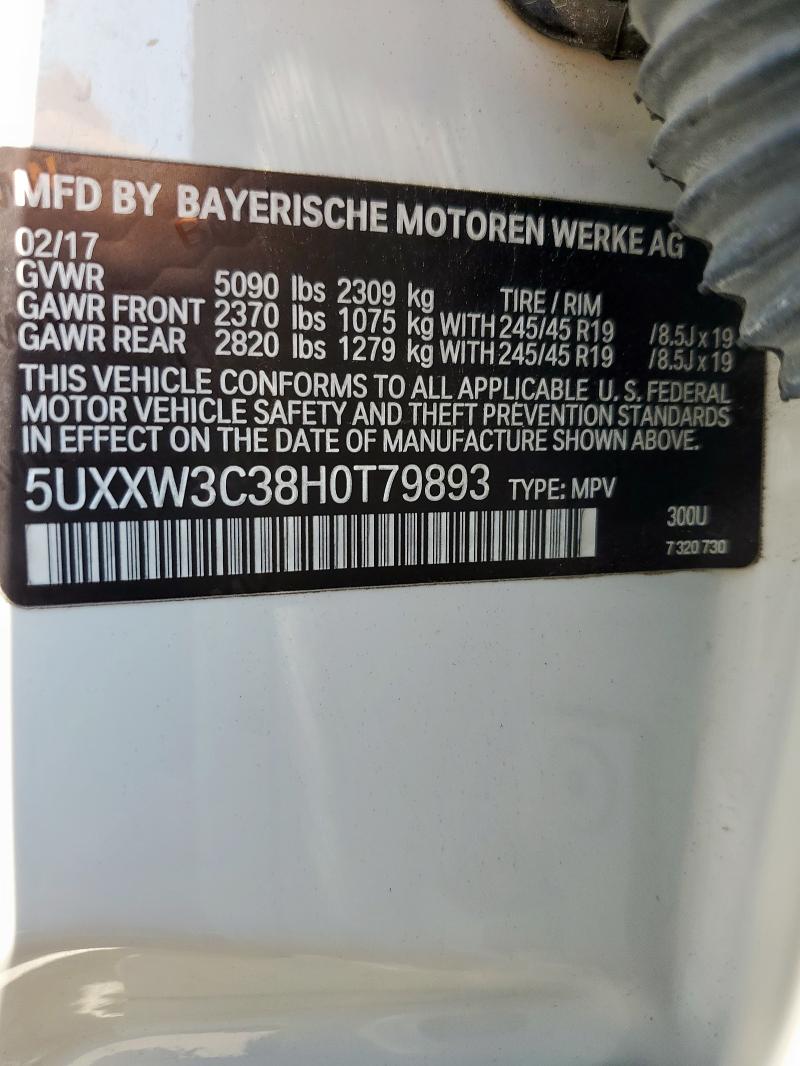 MFD BY BAYERISCHE MOTOREN WERKE AG
02/17
GVWR 5090 lbs 2309 kg TIRE / RIM
GAWR FRONT 2370 lbs 1075 kg WITH 245/45 R19 /8.5J x 19
GAWR REAR 2820 lbs 1279 kg WITH 245/45 R19 /8.5J x 19
THIS VEHICLE CONFORMS TO ALL APPLICABLE U. S. FEDERAL
MOTOR VEHICLE SAFETY AND THEFT PREVENTION STANDARDS
IN EFFECT ON THE DATE OF MANUFACTURE SHOWN ABOVE.
5UXXW3C38H0T79893 TYPE: MPV
300U
7 320 730